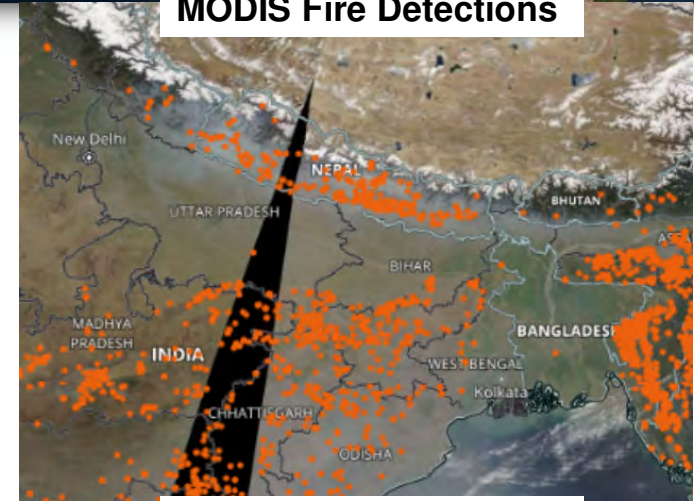 MODIS Fire Detections
New Delhi
NEPAL
BHUTAN
UTTAR PRADESH
BIHAR
MADHYA
PRADESH
INDIA
BANGLADESH
WEST BENGAL
Kolkata
CHHATTISGARH
ODISHA